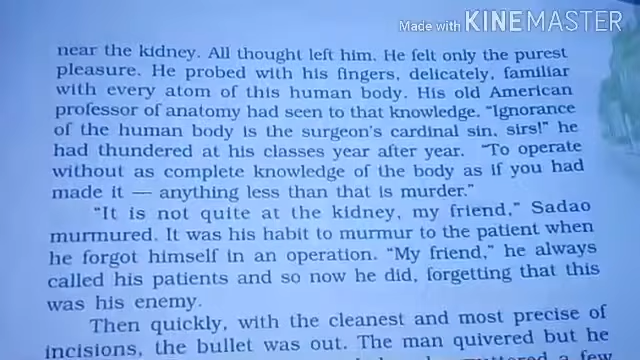 Made with KINEMASTER
near the kidney. All thought left him. He felt only the purest
pleasure. He probed with his fingers, delicately, familiar
with every atom of this human body. His old American
professor of anatomy had seen to that knowledge. “Ignorance
of the human body is the surgeon’s cardinal sin, sirs!” he
had thundered at his classes year after year. “To operate
without as complete knowledge of the body as if you had
made it — anything less than that is murder.”
“It is not quite at the kidney, my friend,” Sadao
murmured. It was his habit to murmur to the patient when
he forgot himself in an operation. “My friend,” he always
called his patients and so now he did, forgetting that this
was his enemy.
Then quickly, with the cleanest and most precise of
incisions, the bullet was out. The man quivered but he
muttered a few